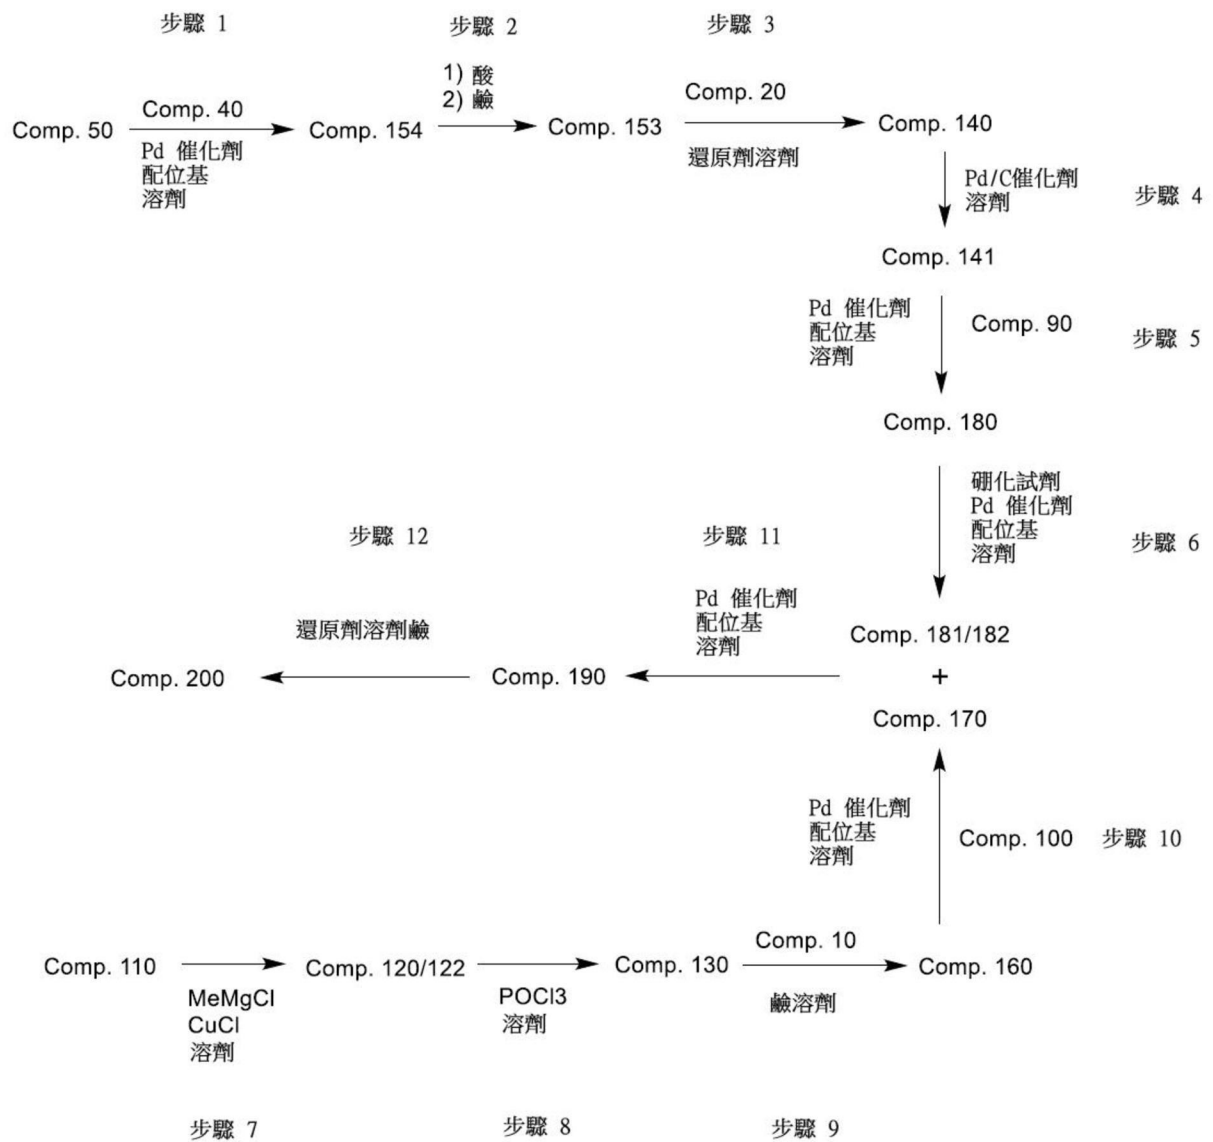 步驟 1
步驟 2
步驟 3
Comp. 50
Comp. 40
Pd 催化劑
配位基
溶劑
Comp. 154
1) 酸
2) 鹼
Comp. 153
Comp. 20
還原劑溶劑
Comp. 140
Pd/C催化劑
溶劑
步驟 4
Comp. 141
Pd 催化劑
配位基
溶劑
Comp. 90
步驟 5
Comp. 180
硼化試劑
Pd 催化劑
配位基
溶劑
步驟 6
步驟 12
步驟 11
Pd 催化劑
配位基
溶劑
還原劑溶劑鹼
Comp. 181/182
+
Comp. 170
Comp. 190
Comp. 200
Pd 催化劑
配位基
溶劑
Comp. 100
步驟 10
Comp. 110
MeMgCl
CuCl
溶劑
Comp. 120/122
POCl3
溶劑
Comp. 130
Comp. 10
鹼溶劑
Comp. 160
步驟 7
步驟 8
步驟 9